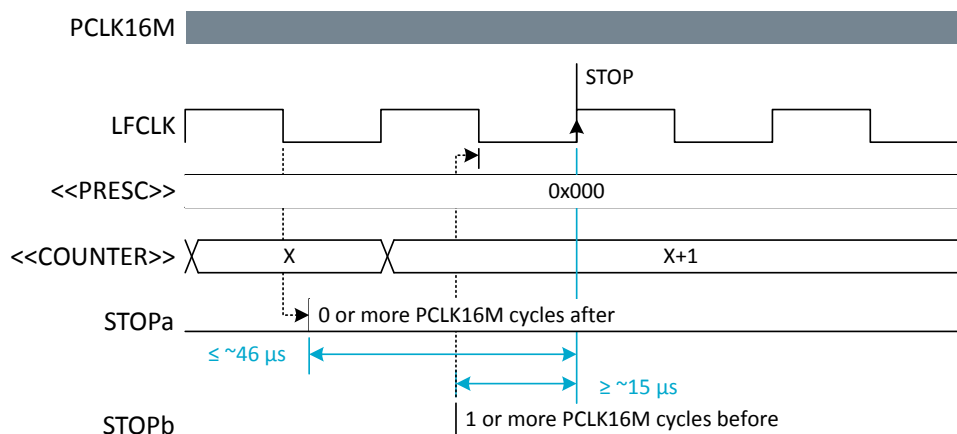 PCLK16M
STOP
LFCLK
<<PRESC>> 0x000
<<COUNTER>> X X+1
STOPa 0 or more PCLK16M cycles after
≤ ~46 µs
≥ ~15 µs
STOPb 1 or more PCLK16M cycles before